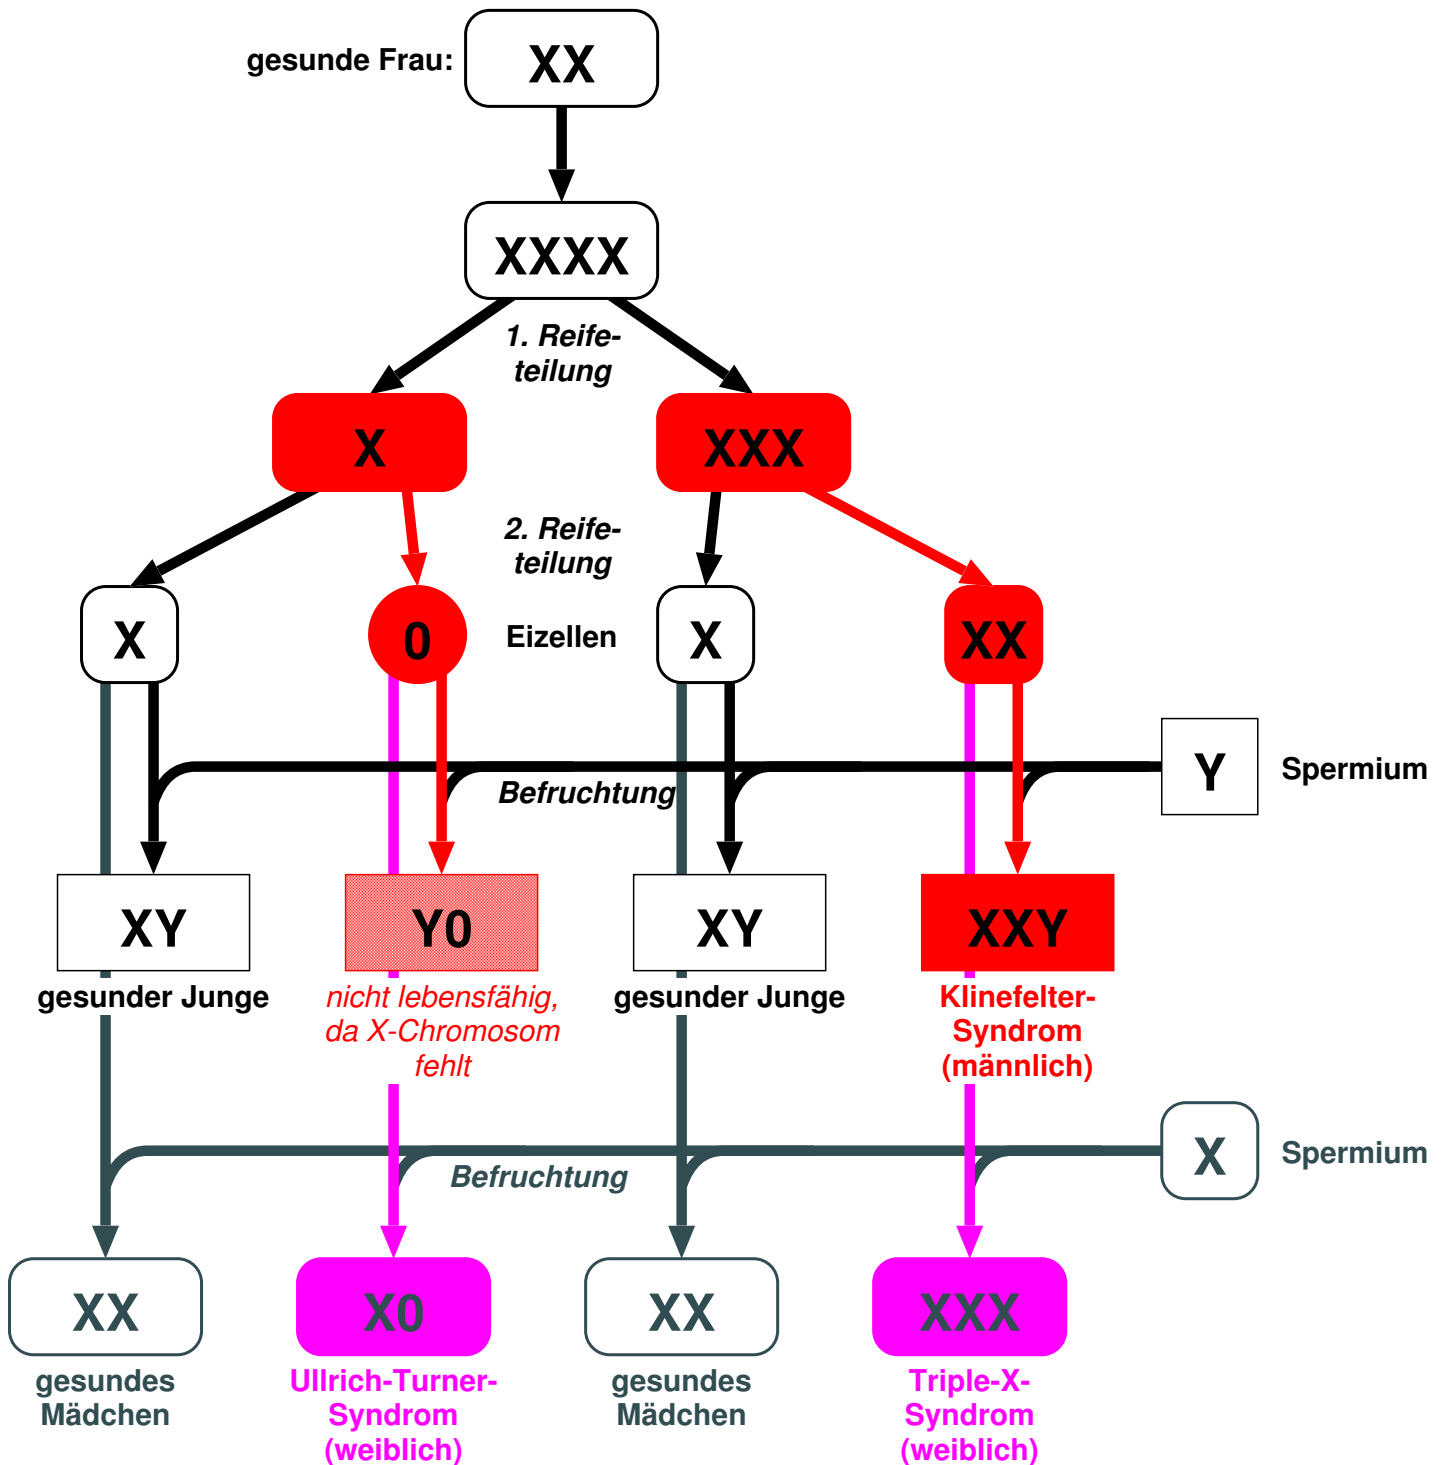 gesunde Frau:
XX
XXXX
1. Reife-
teilung
X
XXX
2. Reife-
teilung
X
0
Eizellen
X
XX
Y
Spermium
Befruchtung
XY
Y0
XY
XXY
gesunder Junge
nicht lebensfähig,
da X-Chromosom
fehlt
gesunder Junge
Klinefelter-
Syndrom
(männlich)
X
Spermium
Befruchtung
XX
X0
XX
XXX
gesundes
Mädchen
Ullrich-Turner-
Syndrom
(weiblich)
gesundes
Mädchen
Triple-X-
Syndrom
(weiblich)